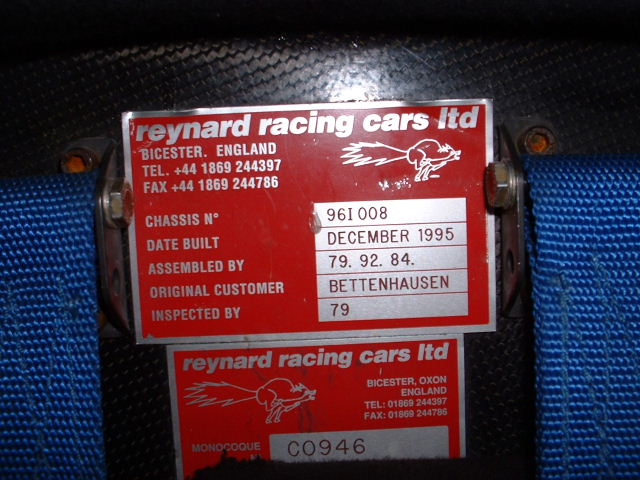 reynard racing cars ltd
BICESTER. ENGLAND
TEL. +44 1869 244397
FAX +44 1869 244786
CHASSIS N° 96I 008
DATE BUILT DECEMBER 1995
ASSEMBLED BY 79. 92. 84.
ORIGINAL CUSTOMER BETTENHAUSEN
INSPECTED BY 79
reynard racing cars ltd
BICESTER, OXON
ENGLAND
TEL: 01869 244397
FAX: 01869 244786
MONOCOQUE CO946